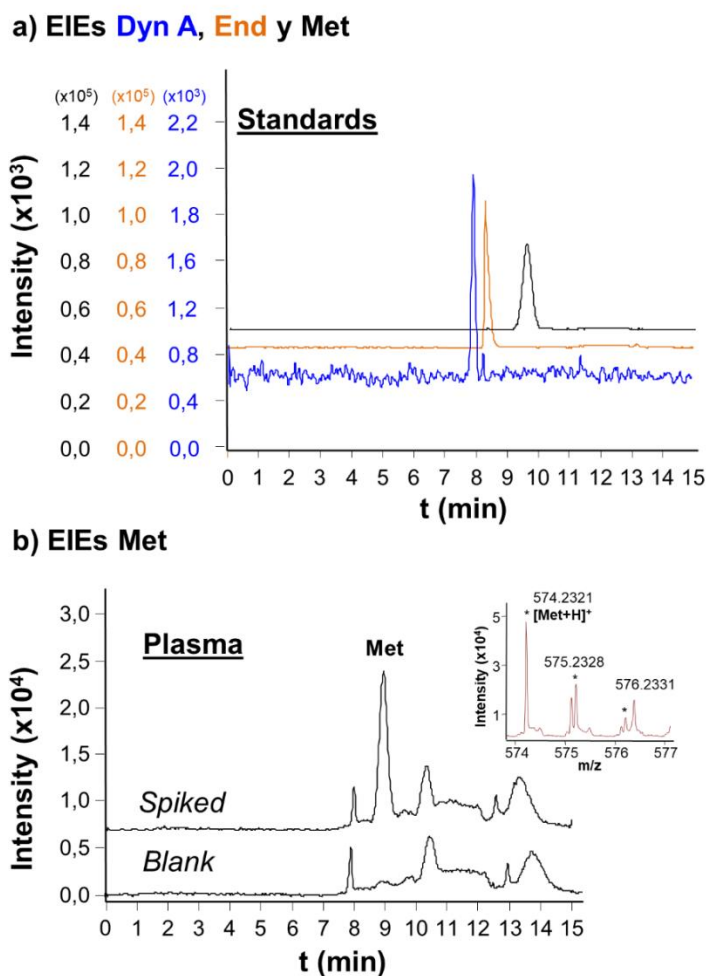 a) EIEs Dyn A, End y Met
(x10⁵) (x10⁵) (x10³)
1,4 1,4 2,2
Standards
1,2 1,2 2,0
1,0 1,0 1,8
0,8 0,8 1,6
0,6 0,6 1,2
0,4 0,4 0,8
0,2 0,2 0,4
0,0 0,0 0,0
Intensity (x10³)
0 1 2 3 4 5 6 7 8 9 10 11 12 13 14 15
t (min)
b) EIEs Met
3,0
2,5
2,0
1,5
1,0
0,5
0,0
Intensity (x10⁴)
Plasma
Met
Spiked
Blank
0 1 2 3 4 5 6 7 8 9 10 11 12 13 14 15
t (min)
574.2321
* [Met+H]⁺
575.2328
*
576.2331
*
5
3
1
Intensity (x10⁴)
574 575 576 577
m/z